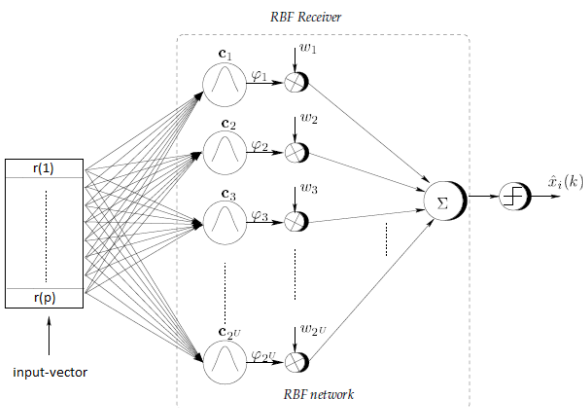 RBF Receiver
c₁
φ₁
w₁
c₂
φ₂
w₂
r(1)
c₃
φ₃
w₃
Σ
x̂ᵢ(k)
r(p)
c₂ᵁ
φ₂ᵁ
w₂ᵁ
input-vector
RBF network